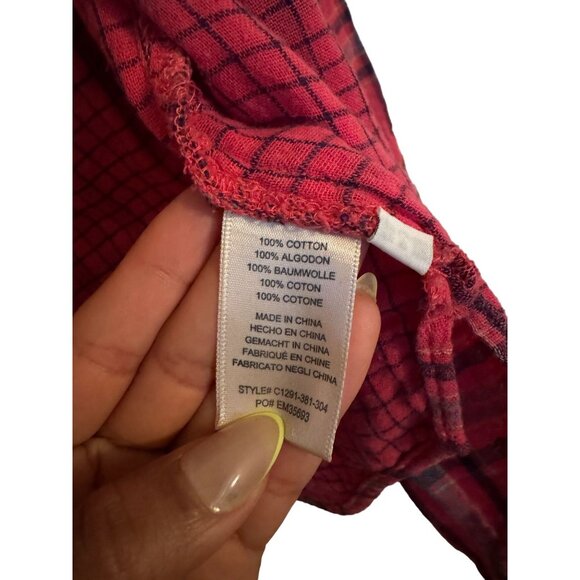 100% COTTON
100% ALGODON
100% BAUMWOLLE
100% COTON
100% COTONE
MADE IN CHINA
HECHO EN CHINA
GEMACHT IN CHINA
FABRIQUÉ EN CHINE
FABRICATO NEGLI CHINA
STYLE# C1291-381-304
PO# EM35693